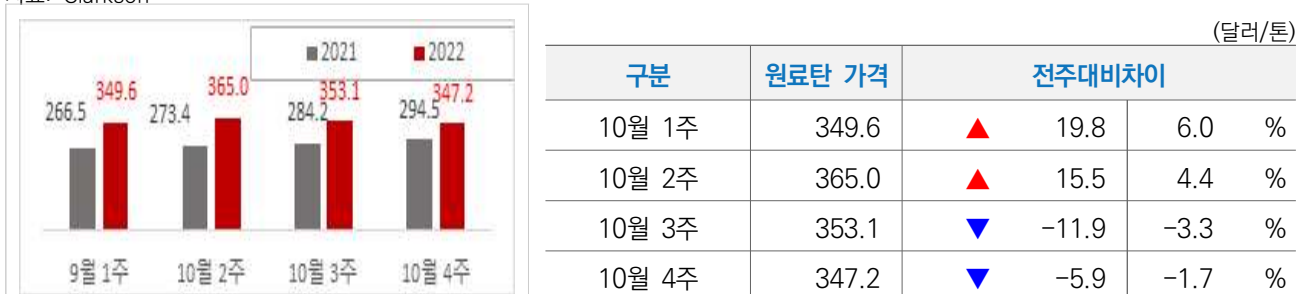 자료: Clarkson
■2021 ■2022
266.5 349.6 273.4 365.0 284.2 353.1 294.5 347.2
9월 1주 10월 2주 10월 3주 10월 4주
(달러/톤)
구분 원료탄 가격 전주대비차이
10월 1주 349.6 ▲ 19.8 6.0 %
10월 2주 365.0 ▲ 15.5 4.4 %
10월 3주 353.1 ▼ -11.9 -3.3 %
10월 4주 347.2 ▼ -5.9 -1.7 %